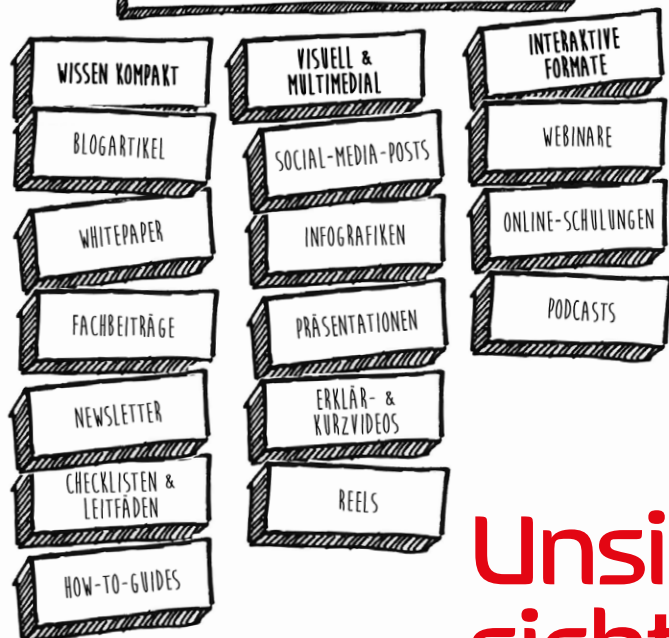 WISSEN KOMPAKT
BLOGARTIKEL
WHITEPAPER
FACHBEITRÄGE
NEWSLETTER
CHECKLISTEN &
LEITFÄDEN
HOW-TO-GUIDES
VISUELL &
MULTIMEDIAL
SOCIAL-MEDIA-POSTS
INFOGRAFIKEN
PRÄSENTATIONEN
ERKLÄR- &
KURZVIDEOS
REELS
INTERAKTIVE
FORMATE
WEBINARE
ONLINE-SCHULUNGEN
PODCASTS
Unsi